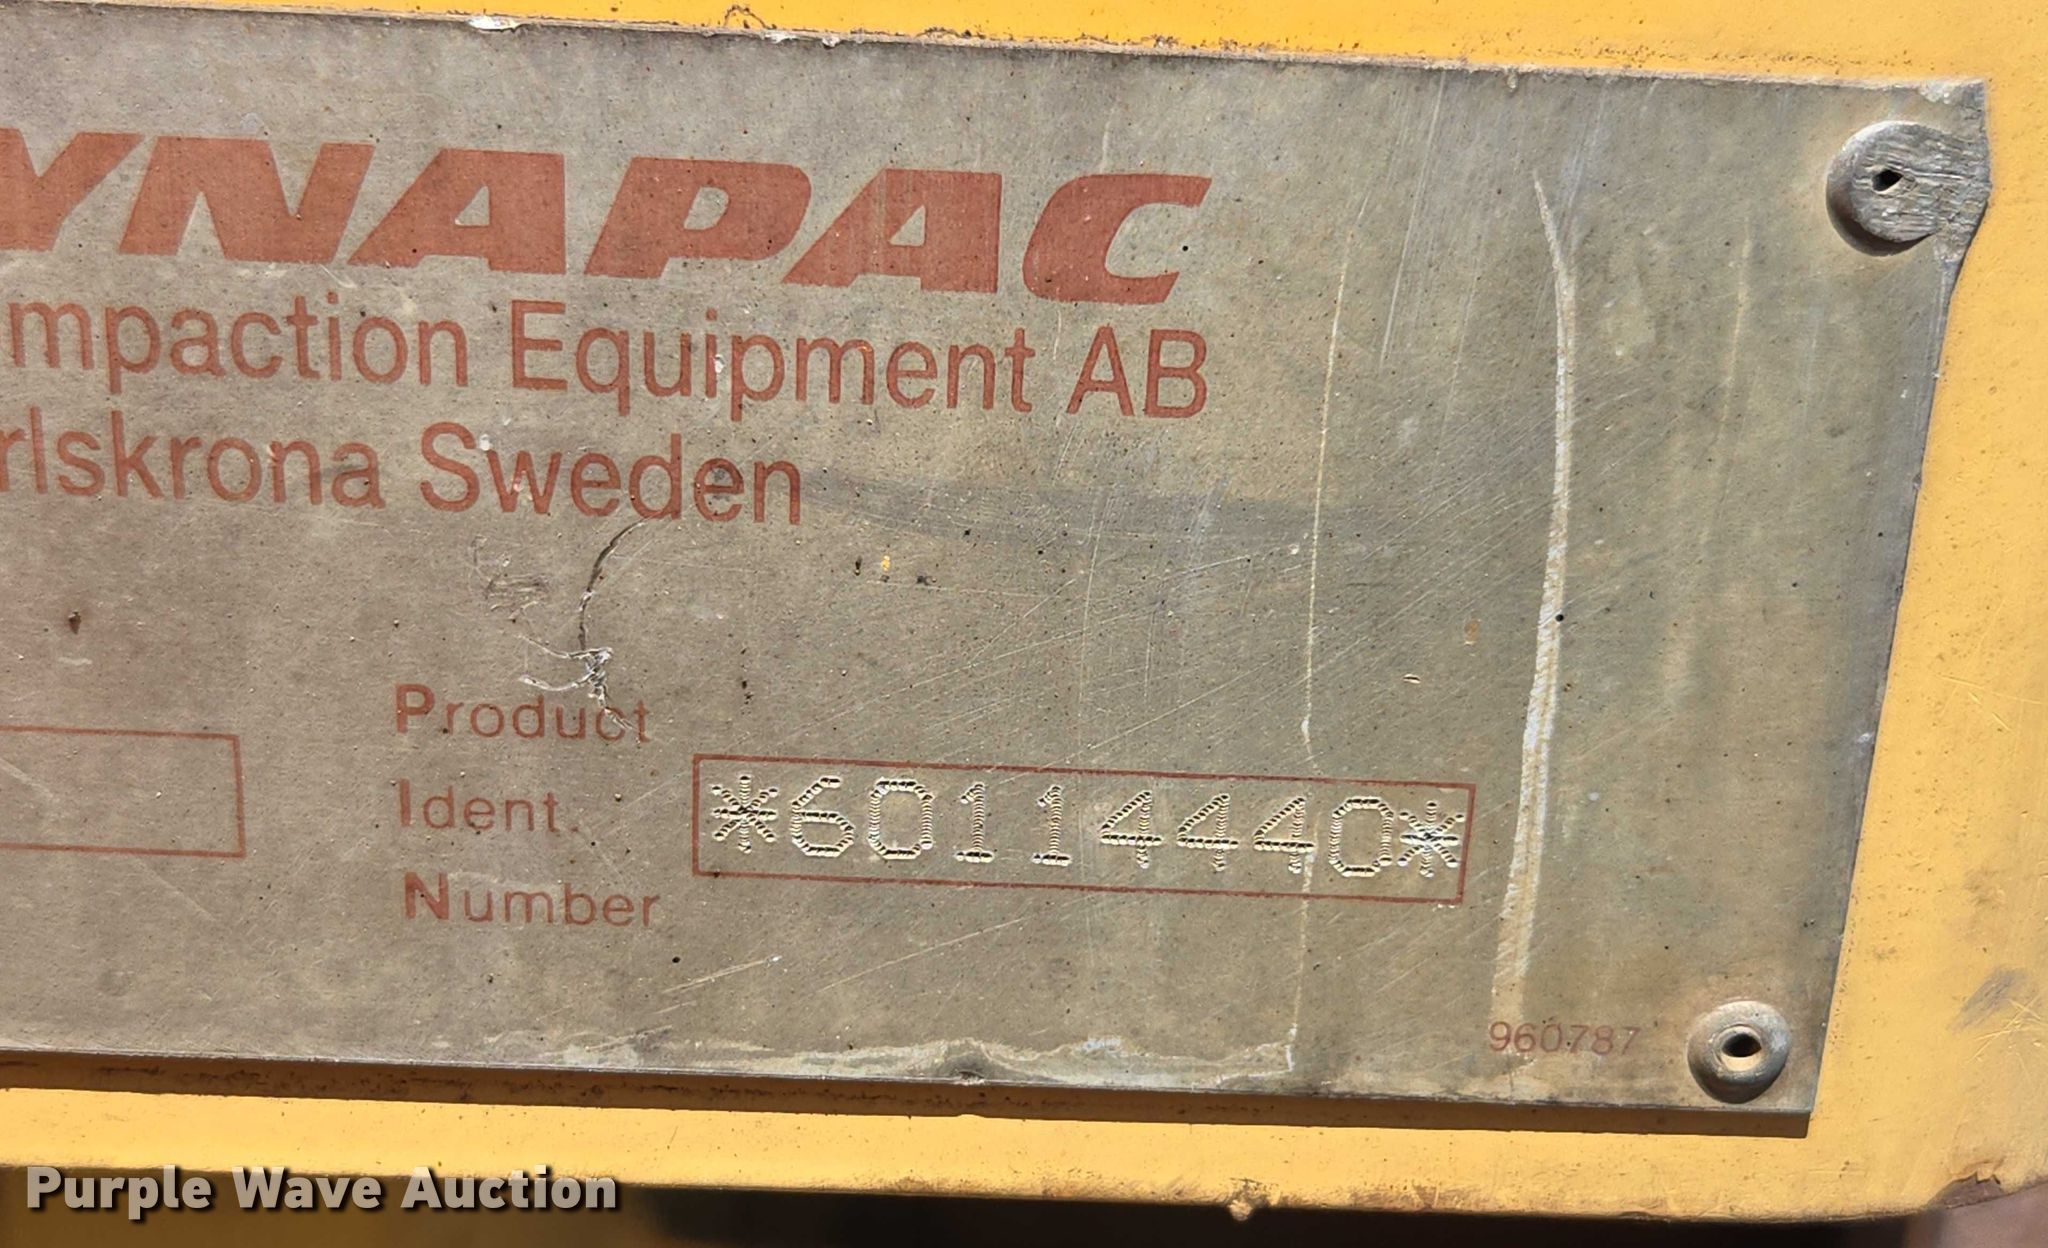 YNAPAC
mpaction Equipment AB
rlskrona Sweden
Product
Ident.
Number
*60114440*
960787
Purple Wave Auction